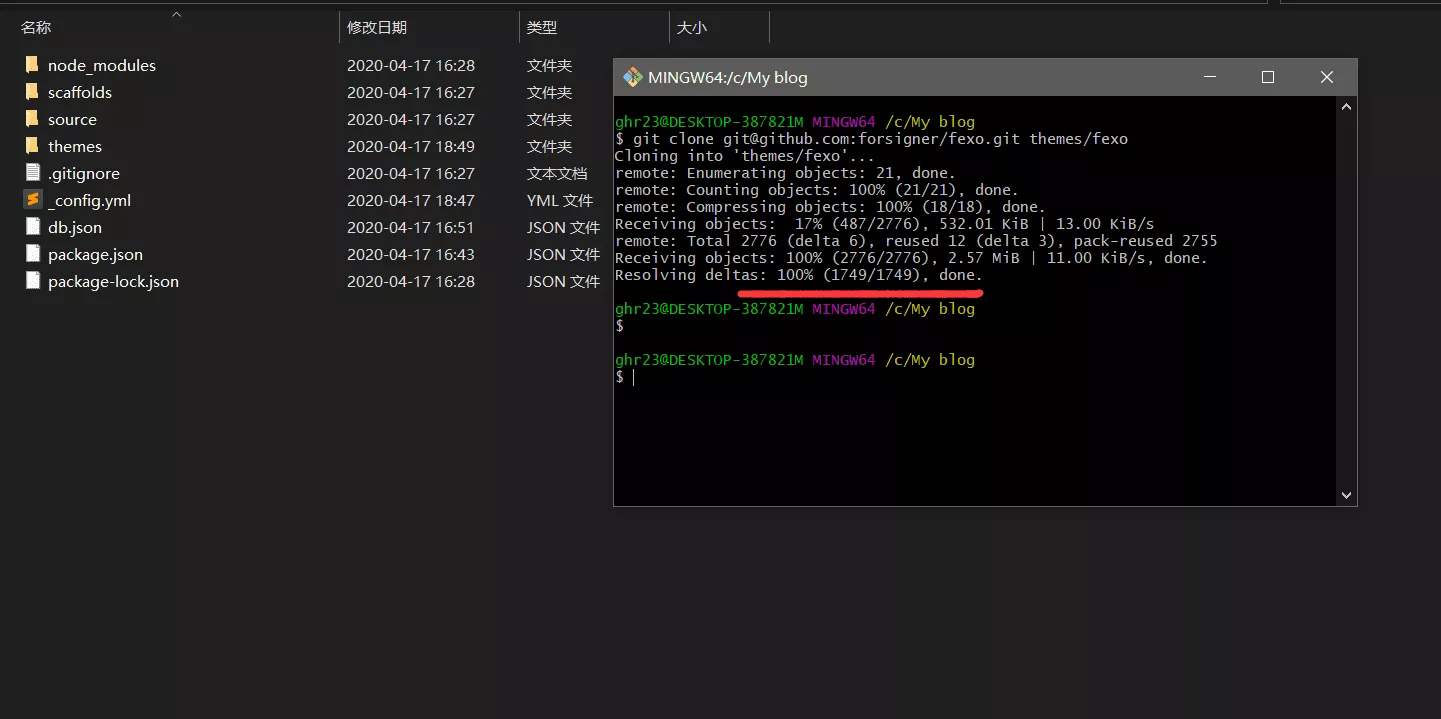 名称 修改日期 类型 大小
node_modules 2020-04-17 16:28 文件夹
scaffolds 2020-04-17 16:27 文件夹
source 2020-04-17 16:27 文件夹
themes 2020-04-17 18:49 文件夹
.gitignore 2020-04-17 16:27 文本文档
_config.yml 2020-04-17 18:47 YML 文件
db.json 2020-04-17 16:51 JSON 文件
package.json 2020-04-17 16:43 JSON 文件
package-lock.json 2020-04-17 16:28 JSON 文件
MINGW64:/c/My blog
ghr23@DESKTOP-387821M MINGW64 /c/My blog
$ git clone git@github.com:forsigner/fexo.git themes/fexo
Cloning into 'themes/fexo'...
remote: Enumerating objects: 21, done.
remote: Counting objects: 100% (21/21), done.
remote: Compressing objects: 100% (18/18), done.
Receiving objects:  17% (487/2776), 532.01 KiB | 13.00 KiB/s
remote: Total 2776 (delta 6), reused 12 (delta 3), pack-reused 2755
Receiving objects: 100% (2776/2776), 2.57 MiB | 11.00 KiB/s, done.
Resolving deltas: 100% (1749/1749), done.
ghr23@DESKTOP-387821M MINGW64 /c/My blog
$
ghr23@DESKTOP-387821M MINGW64 /c/My blog
$